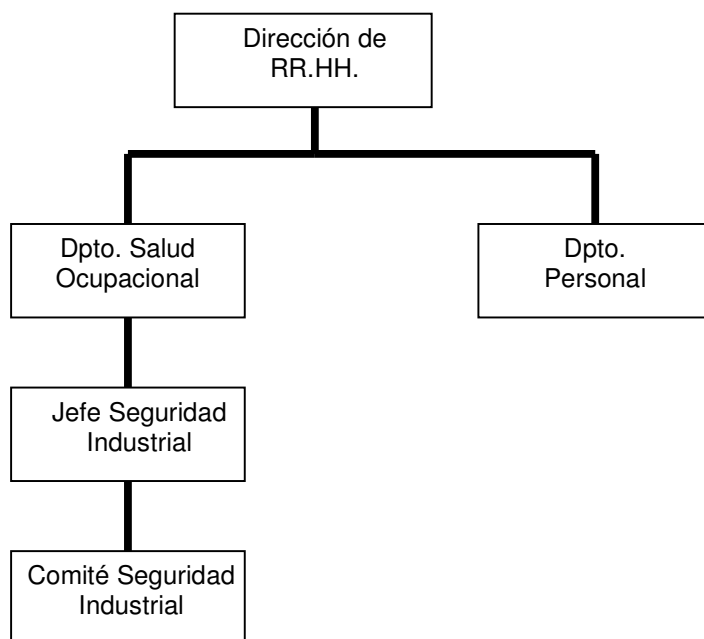 Dirección de
RR.HH.
Dpto. Salud
Ocupacional
Dpto.
Personal
Jefe Seguridad
Industrial
Comité Seguridad
Industrial